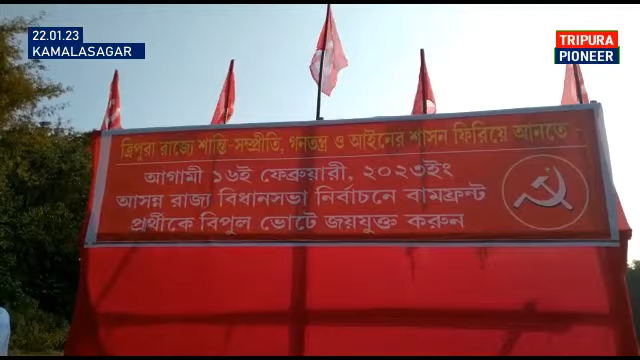 22.01.23
KAMALASAGAR
TRIPURA
PIONEER
ত্রিপুরা রাজ্যে শান্তি-সম্প্রীতি, গনতন্ত্র ও আইনের শাসন ফিরিয়ে আনতে -
আগামী ১৬ই ফেব্রুয়ারী, ২০২৩ইং
আসন্ন রাজ্য বিধানসভা নির্বাচনে বামফ্রন্ট
প্রর্থীকে বিপুল ভোটে জয়যুক্ত করুন